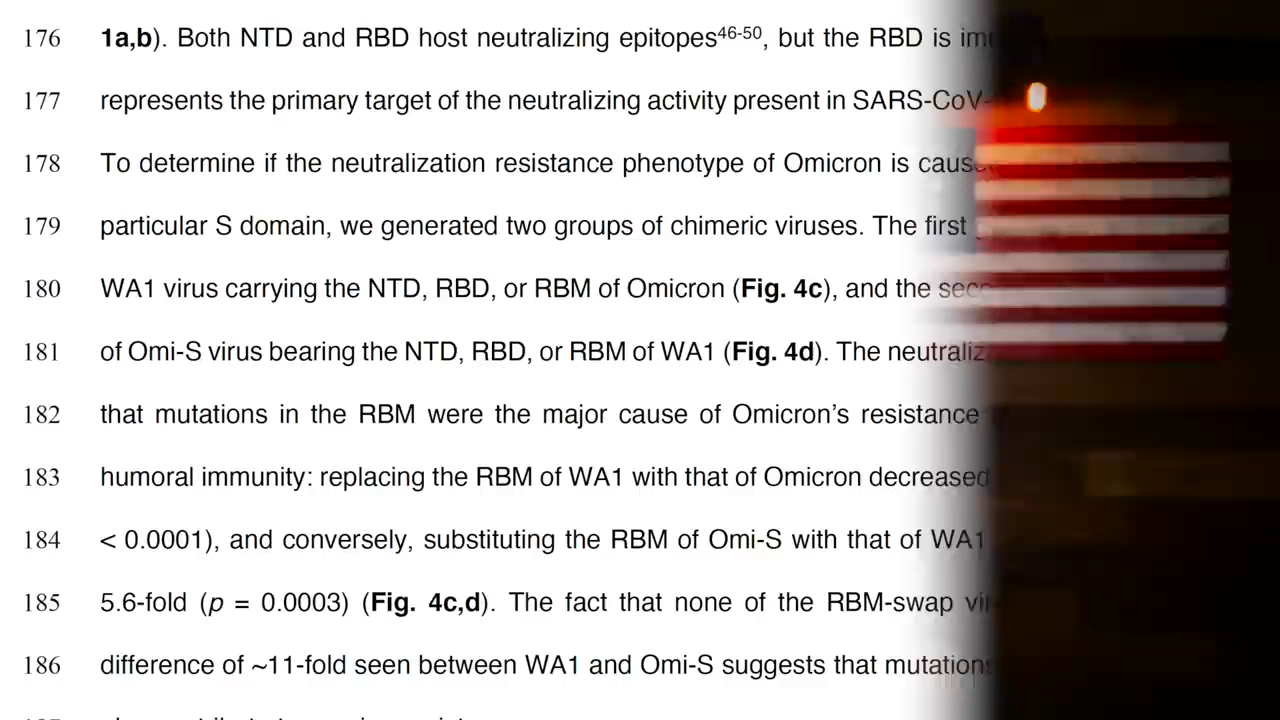 176 1a,b). Both NTD and RBD host neutralizing epitopes46-50, but the RBD is
177 represents the primary target of the neutralizing activity present in SARS-CoV-
178 To determine if the neutralization resistance phenotype of Omicron is
179 particular S domain, we generated two groups of chimeric viruses. The first
180 WA1 virus carrying the NTD, RBD, or RBM of Omicron (Fig. 4c), and the
181 of Omi-S virus bearing the NTD, RBD, or RBM of WA1 (Fig. 4d). The
182 that mutations in the RBM were the major cause of Omicron's resistance
183 humoral immunity: replacing the RBM of WA1 with that of Omicron decreased
184 < 0.0001), and conversely, substituting the RBM of Omi-S with that of WA1
185 5.6-fold (p = 0.0003) (Fig. 4c,d). The fact that none of the RBM-swap
186 difference of ~11-fold seen between WA1 and Omi-S suggests that